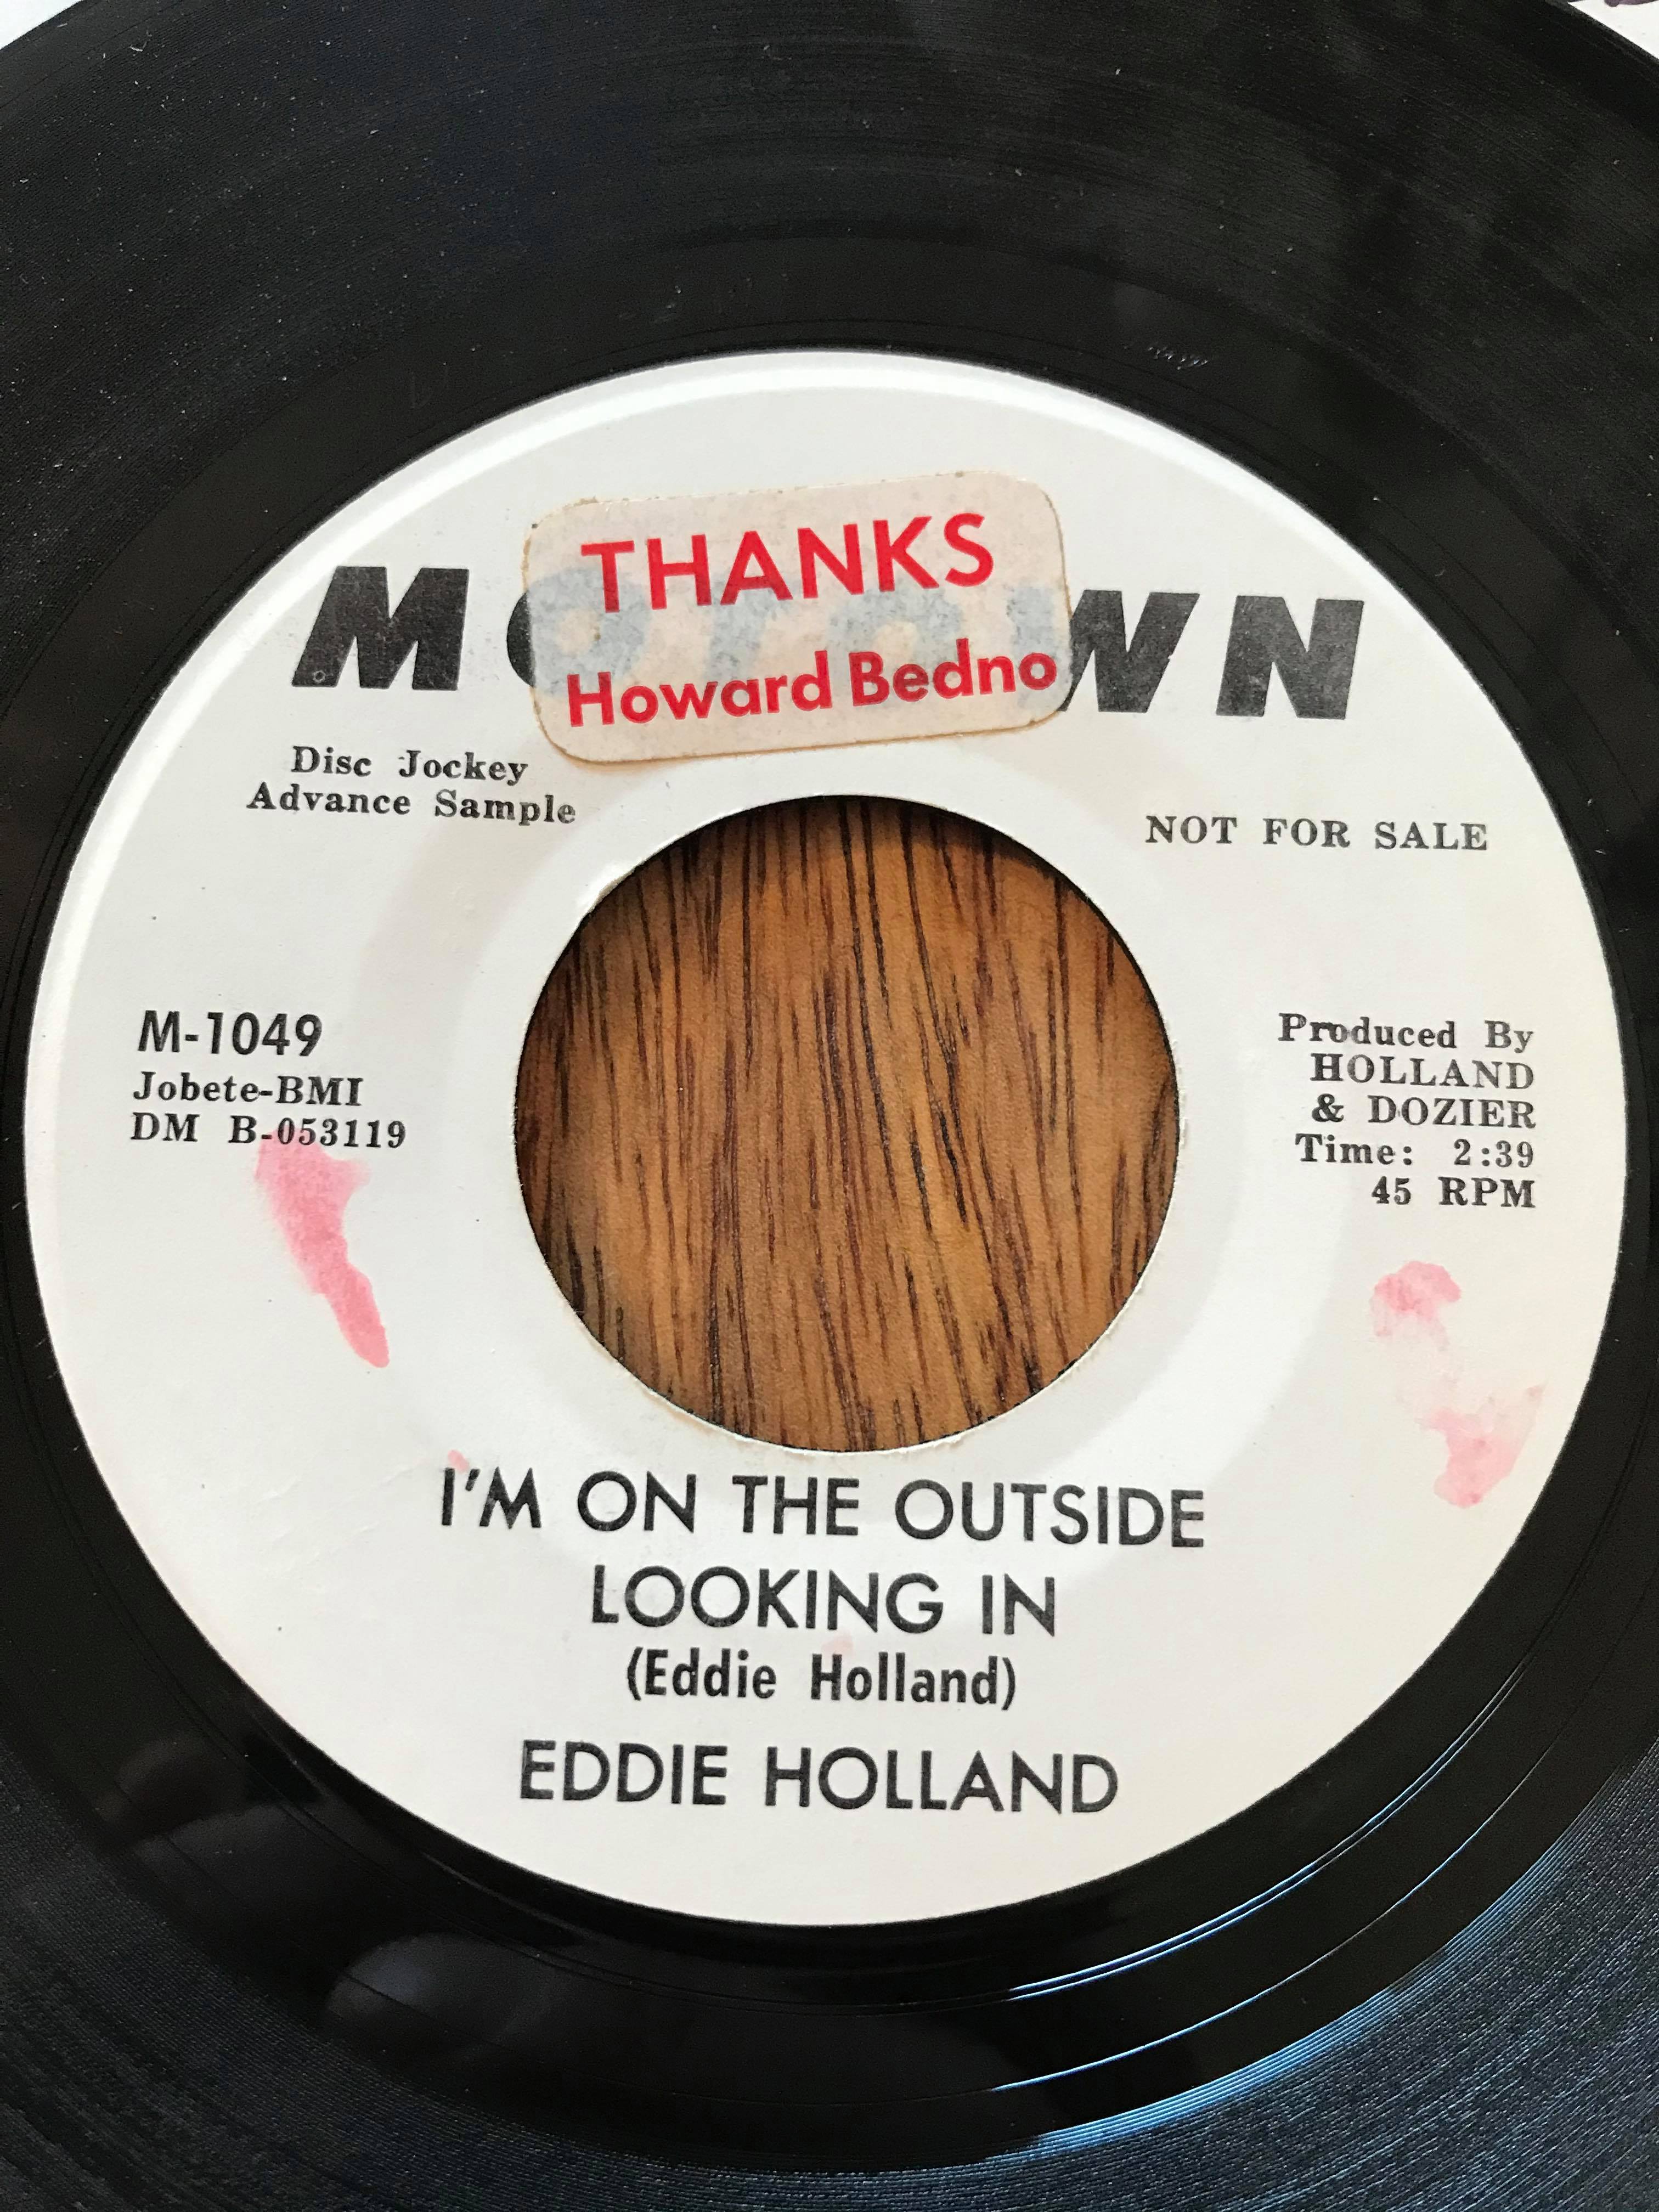 THANKS
MOTOWN
Howard Bedno
Disc Jockey
Advance Sample
NOT FOR SALE
M-1049
Jobete-BMI
DM B-053119
Produced By
HOLLAND
& DOZIER
Time: 2:39
45 RPM
I'M ON THE OUTSIDE
LOOKING IN
(Eddie Holland)
EDDIE HOLLAND